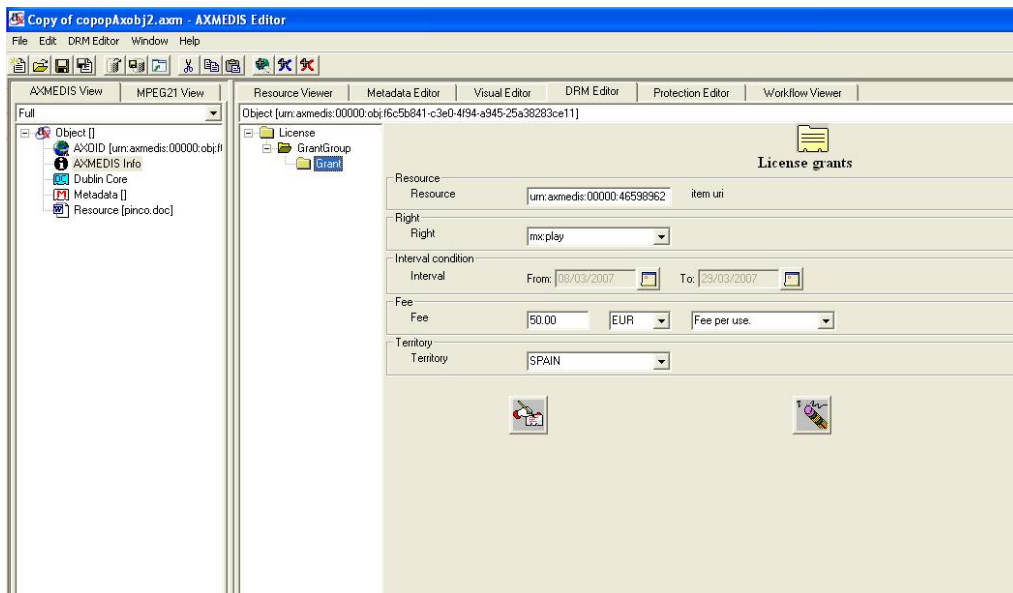 Copy of copopAxobj2.axm - AXMEDIS Editor
File Edit DRM Editor Window Help
AXMEDIS View MPEG21 View
Full
Object []
AXOID [urn:axmedis:00000:obj:f
AXMEDIS Info
Dublin Core
Metadata []
Resource [pinco.doc]
Resource Viewer Metadata Editor Visual Editor DRM Editor Protection Editor Workflow Viewer
Object [urn:axmedis:00000:obj:f6c5b841-c3e0-4f94-a945-25a38283ce11]
License
GrantGroup
Grant
License grants
Resource
Resource urn:axmedis:00000:46598962 item uri
Right
Right mx:play
Interval condition
Interval From: 08/03/2007 To: 29/03/2007
Fee
Fee 50.00 EUR Fee per use.
Territory
Territory SPAIN